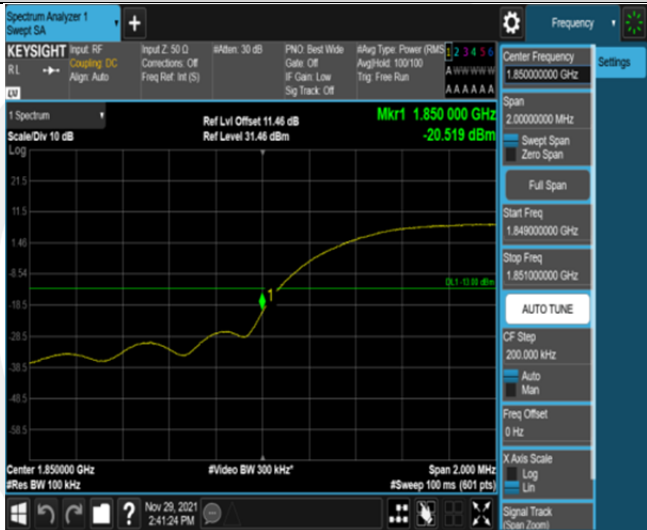 Spectrum Analyzer 1
Swept SA
Frequency
KEYSIGHT
RL
LV
Input: RF
Coupling: DC
Align: Auto
Input Z: 50 Ω
Corrections: Off
Freq Ref: Int (S)
#Atten: 30 dB
PNO: Best Wide
Gate: Off
IF Gain: Low
Sig Track: Off
#Avg Type: Power (RMS
Avg|Hold: 100/100
Trig: Free Run
1 2 3 4 5 6
A W W W W W
A A A A A A
1 Spectrum
Scale/Div 10 dB
Log
Ref Lvl Offset 11.46 dB
Ref Level 31.46 dBm
Mkr1 1.850 000 GHz
-20.519 dBm
21.5
11.5
1.46
-8.54
-18.5
-28.5
-38.5
-48.5
-58.5
DL1 -13.00 dBm
1
Center 1.850000 GHz
#Res BW 100 kHz
#Video BW 300 kHz*
Span 2.000 MHz
#Sweep 100 ms (601 pts)
Nov 29, 2021
2:41:24 PM
Center Frequency
1.850000000 GHz
Settings
Span
2.00000000 MHz
Swept Span
Zero Span
Full Span
Start Freq
1.849000000 GHz
Stop Freq
1.851000000 GHz
AUTO TUNE
CF Step
200.000 kHz
Auto
Man
Freq Offset
0 Hz
X Axis Scale
Log
Lin
Signal Track
(Span Zoom)